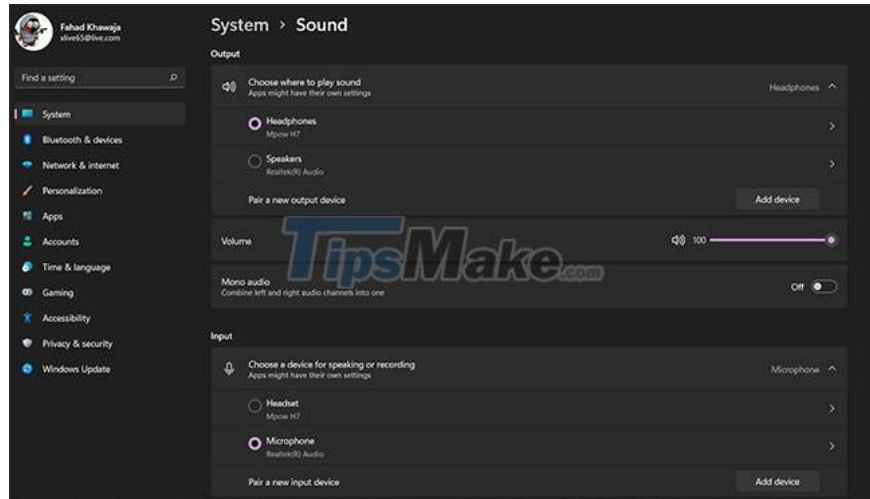 Fahad Khawaja
xlive65@live.com
Find a setting
System
Bluetooth & devices
Network & internet
Personalization
Apps
Accounts
Time & language
Gaming
Accessibility
Privacy & security
Windows Update
System > Sound
Output
Choose where to play sound
Apps might have their own settings
Headphones
Headphones
Mpow H7
Speakers
Realtek(R) Audio
Pair a new output device
Add device
Volume
100
TipsMake.com
Mono audio
Combine left and right audio channels into one
Off
Input
Choose a device for speaking or recording
Apps might have their own settings
Microphone
Headset
Mpow H7
Microphone
Realtek(R) Audio
Pair a new input device
Add device